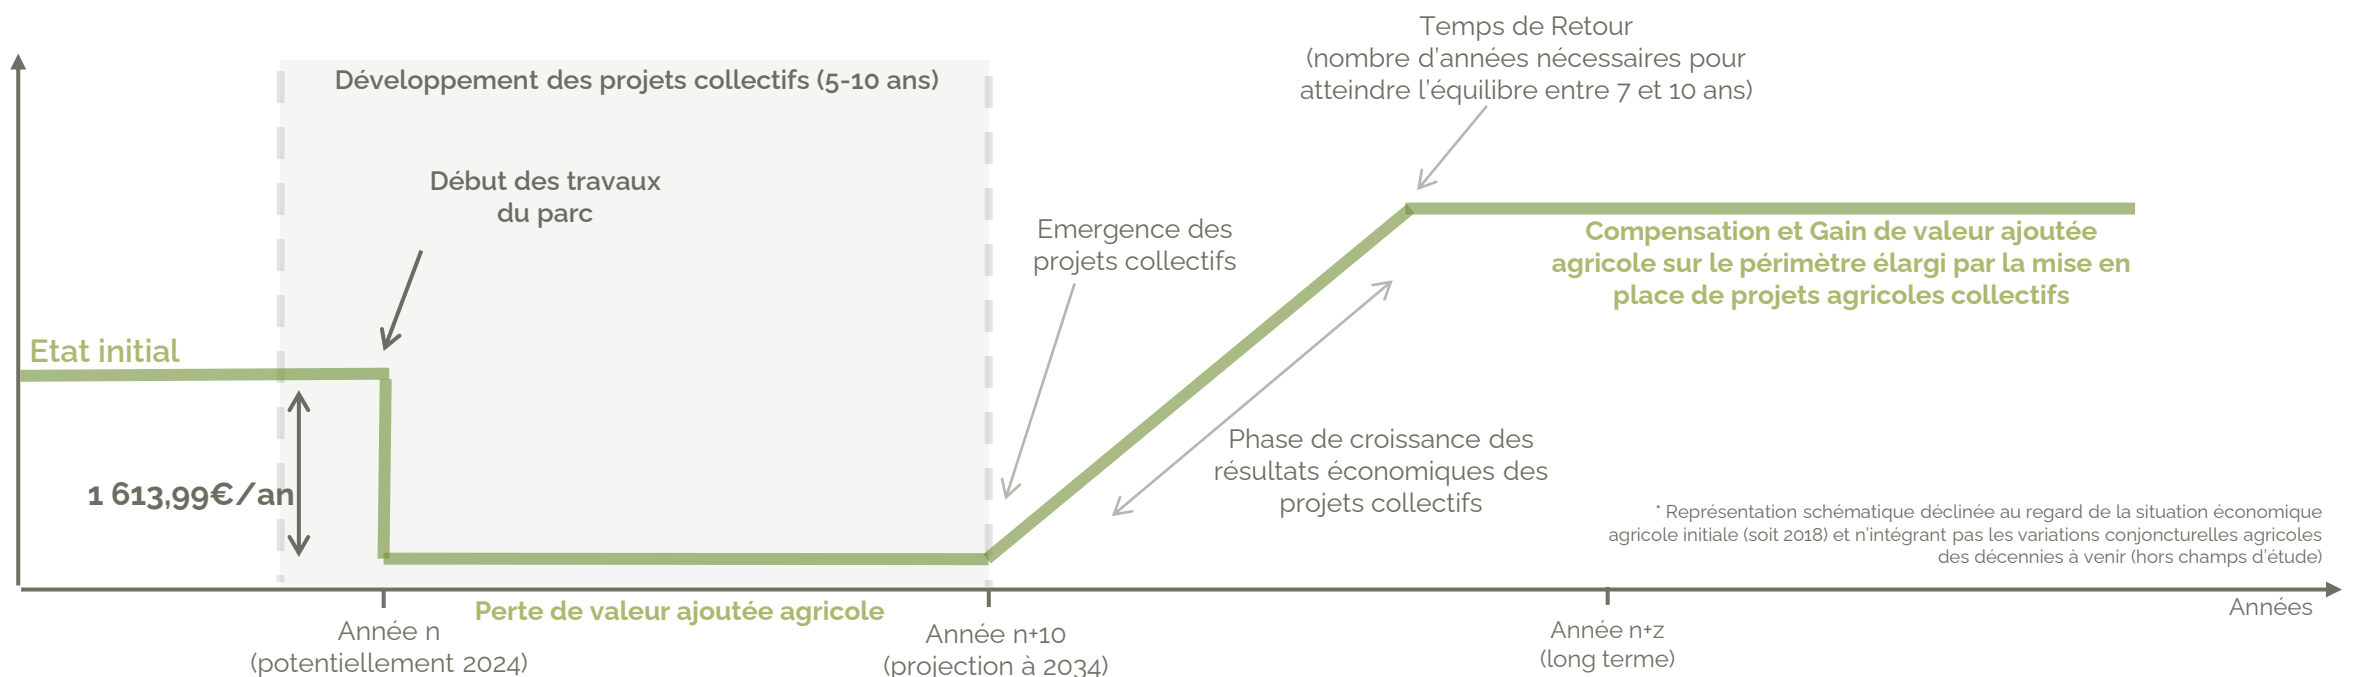 Temps de Retour
(nombre d'années nécessaires pour
atteindre l'équilibre entre 7 et 10 ans)
Développement des projets collectifs (5-10 ans)
Début des travaux
du parc
Emergence des
projets collectifs
Compensation et Gain de valeur ajoutée
agricole sur le périmètre élargi par la mise en
place de projets agricoles collectifs
Etat initial
1 613,99€/an
Phase de croissance des
résultats économiques des
projets collectifs
* Représentation schématique déclinée au regard de la situation économique
agricole initiale (soit 2018) et n'intégrant pas les variations conjoncturelles agricoles
des décennies à venir (hors champs d'étude)
Années
Perte de valeur ajoutée agricole
Année n
(potentiellement 2024)
Année n+10
(projection à 2034)
Année n+z
(long terme)